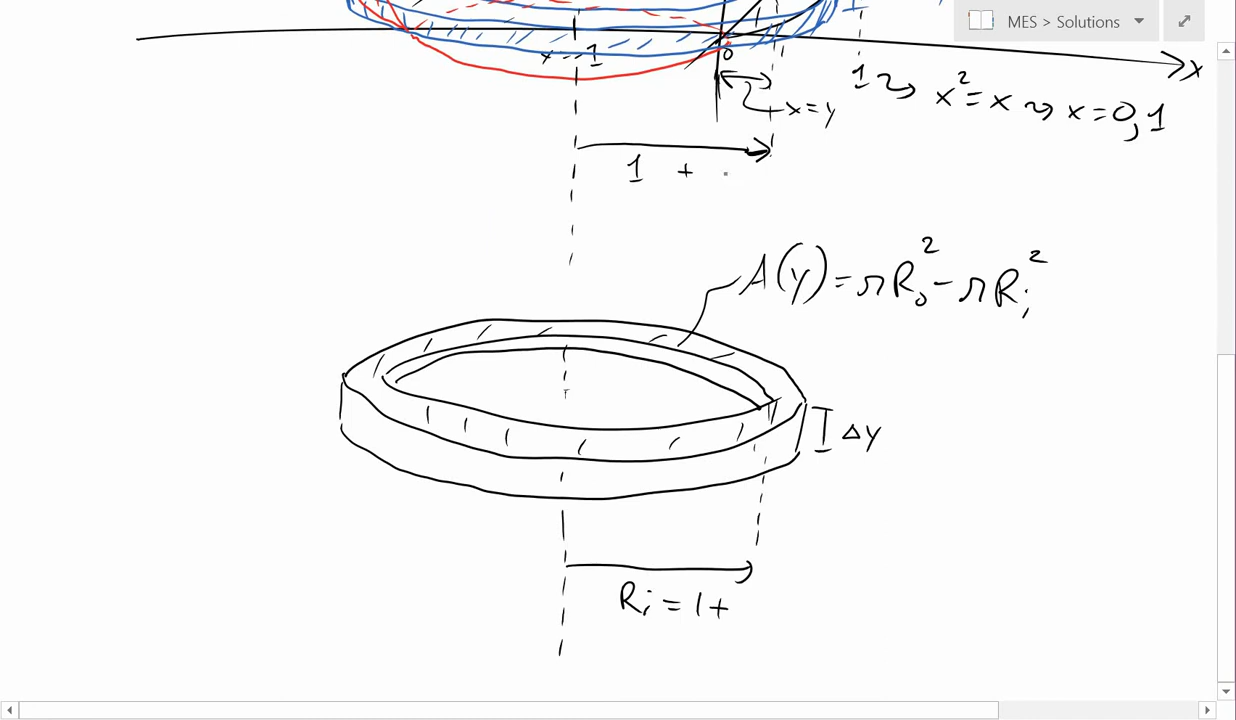 MES > Solutions
x = -1
0
x
x = y
1 ⤳ x² = x ⤳ x = 0, 1
1 +
A(y) = πR₀² - πRᵢ²
Δy
Rᵢ = 1+